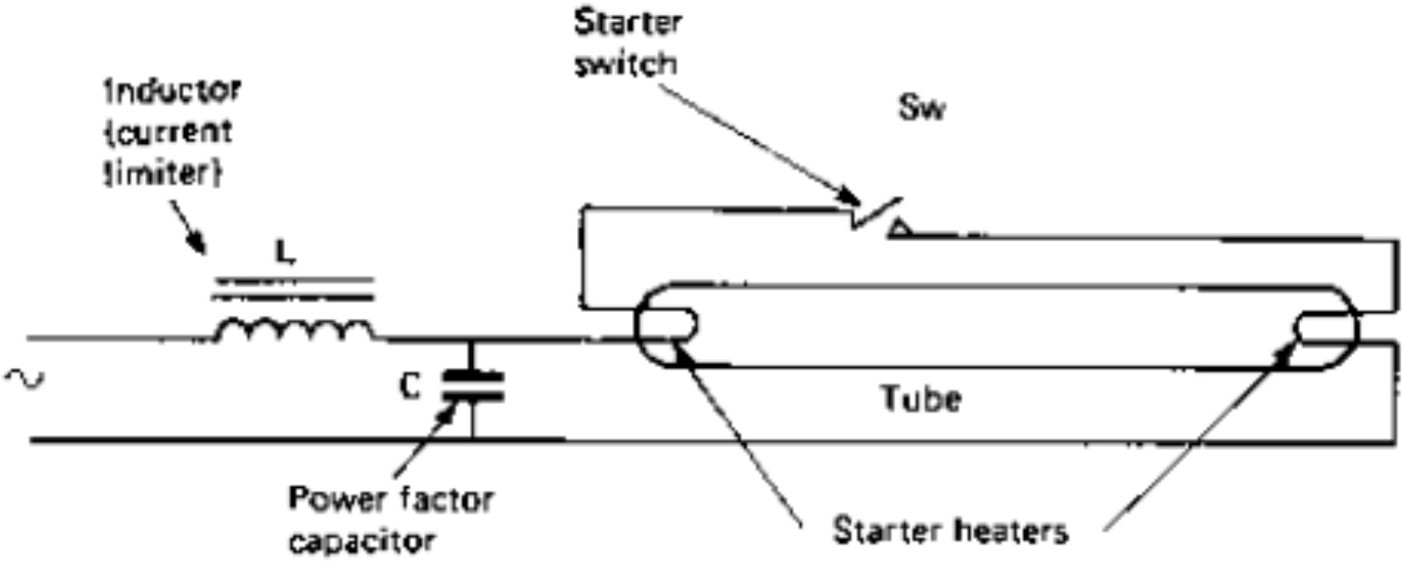 Starter
switch
Sw
Inductor
(current
limiter)
L
C
Tube
Power factor
capacitor
Starter heaters